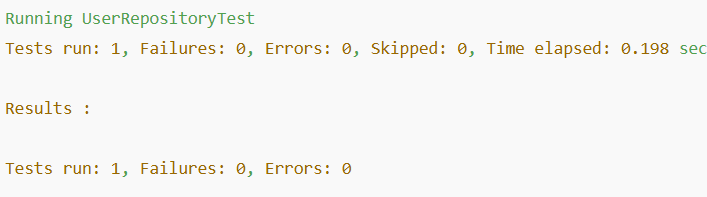 Running UserRepositoryTest
Tests run: 1, Failures: 0, Errors: 0, Skipped: 0, Time elapsed: 0.198 sec
Results :
Tests run: 1, Failures: 0, Errors: 0